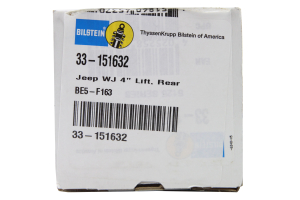 BILSTEIN
ThyssenKrupp Bilstein of America
33-151632
Jeep WJ 4" Lift, Rear
BE5-F163
33-151632